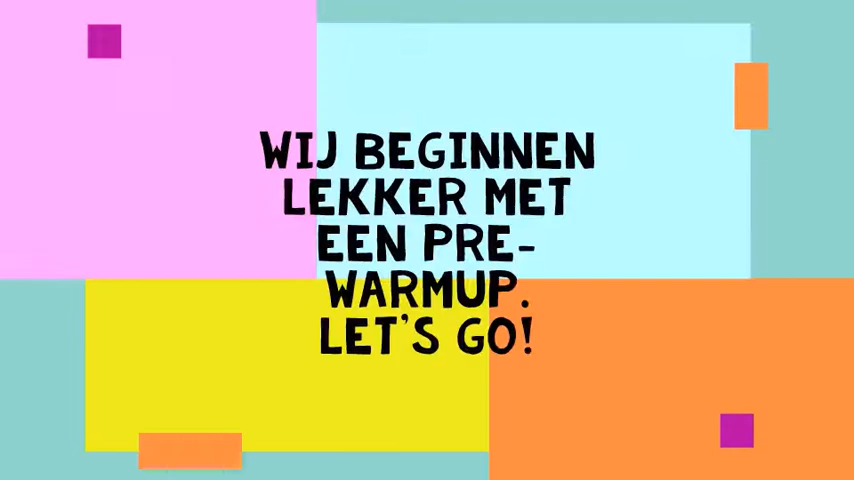 WIJ BEGINNEN
LEKKER MET
EEN PRE-
WARMUP.
LET'S GO!